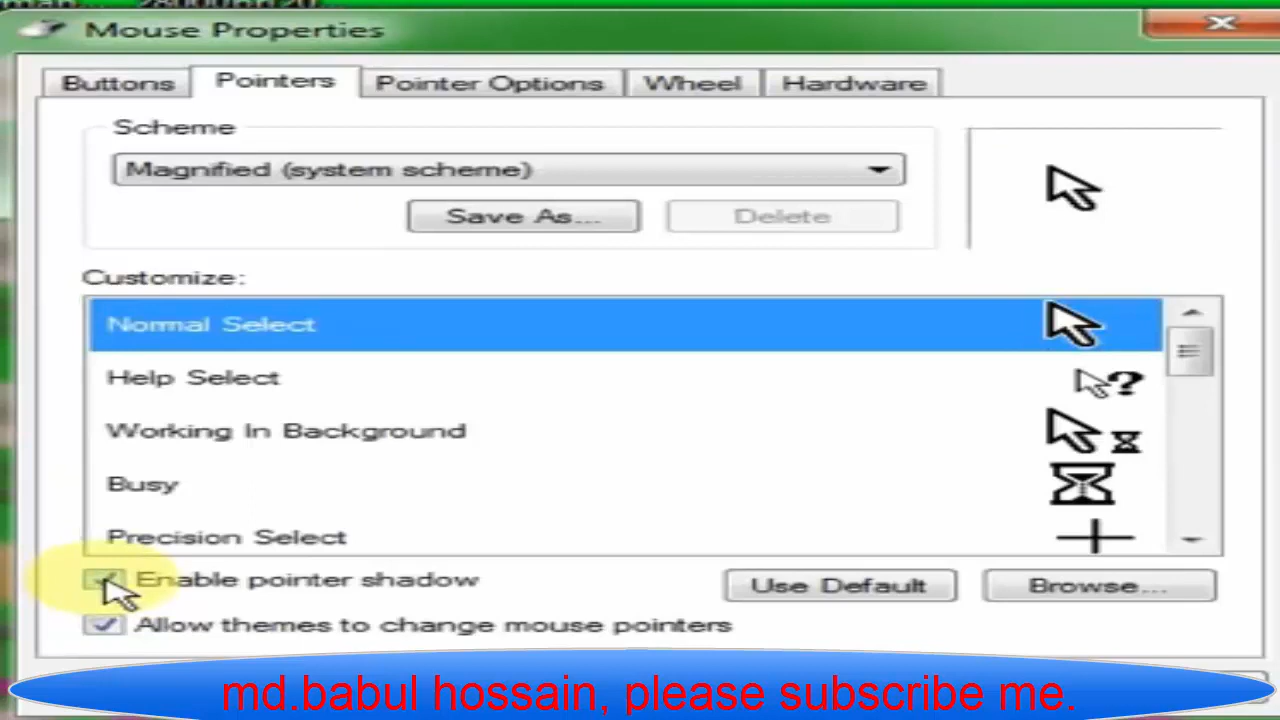 Mouse Properties
Buttons
Pointers
Pointer Options
Wheel
Hardware
Scheme
Magnified (system scheme)
Save As...
Delete
Customize:
Normal Select
Help Select
Working In Background
Busy
Precision Select
Enable pointer shadow
Use Default
Browse...
Allow themes to change mouse pointers
md.babul hossain, please subscribe me.